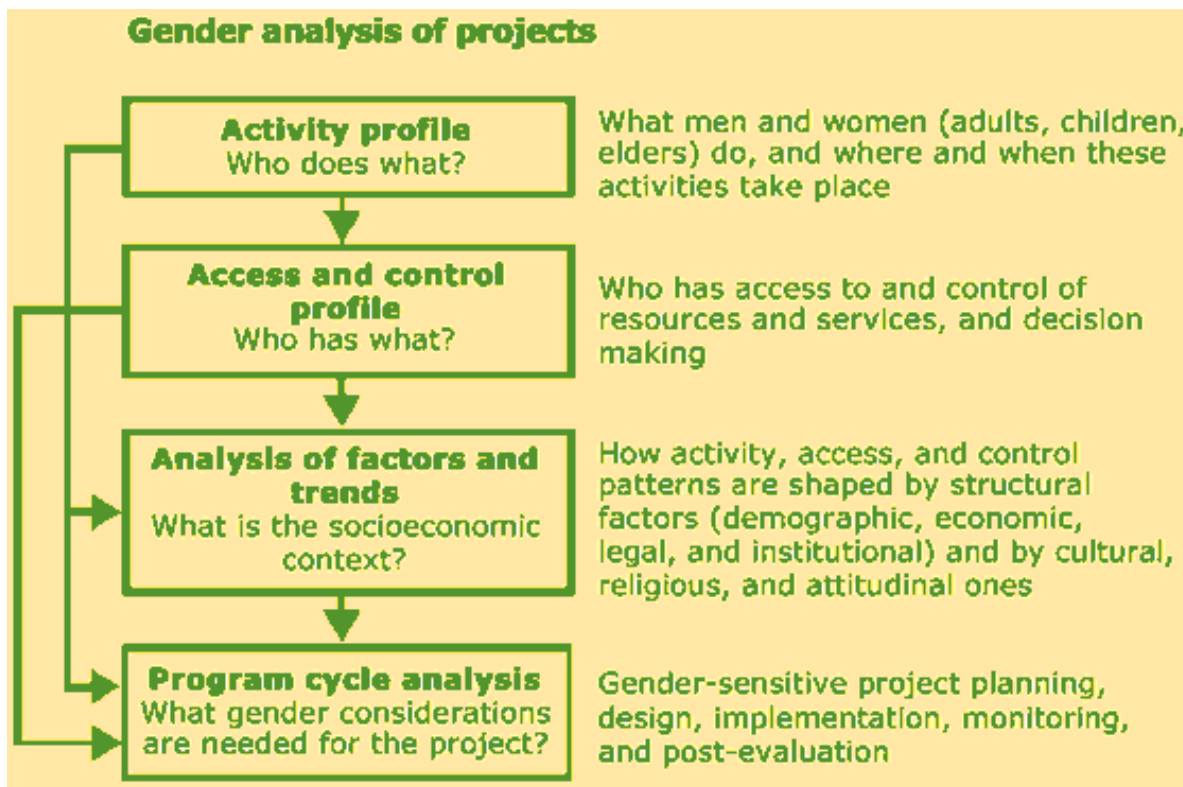 Gender analysis of projects
Activity profile
Who does what?
What men and women (adults, children,
elders) do, and where and when these
activities take place
Access and control
profile
Who has what?
Who has access to and control of
resources and services, and decision
making
Analysis of factors and
trends
What is the socioeconomic
context?
How activity, access, and control
patterns are shaped by structural
factors (demographic, economic,
legal, and institutional) and by cultural,
religious, and attitudinal ones
Program cycle analysis
What gender considerations
are needed for the project?
Gender-sensitive project planning,
design, implementation, monitoring,
and post-evaluation